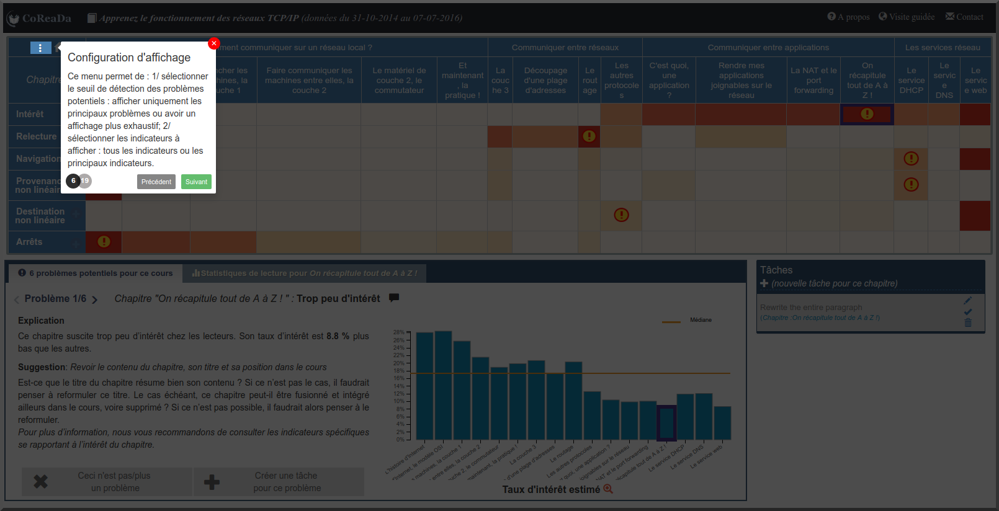 CoReaDa
Apprenez le fonctionnement des réseaux TCP/IP (données du 31-10-2014 au 07-07-2016)
A propos
Visite guidée
Contact
ment communiquer sur un réseau local ?
Communiquer entre réseaux
Communiquer entre applications
Les services réseau
Chapitre
cher les
hines, la
uche 1
Faire communiquer les
machines entre elles, la
couche 2
Le matériel de
couche 2, le
commutateur
Et
maintenant
, la
pratique !
La
couc
he 3
Découpage
d'une plage
d'adresses
Le
rout
age
Les
autres
protocole
s
C'est quoi,
une
application
?
Rendre mes
applications
joignables sur le
réseau
La NAT et le
port
forwarding
On
récapitule
tout de A à
Z !
Le
service
DHCP
Le
servic
e
DNS
Le
servic
e web
Intérêt
Relecture
Navigation
Provenanc
non linéair
Destination
non linéaire
Arrêts
Configuration d'affichage
Ce menu permet de : 1/ sélectionner
le seuil de détection des problèmes
potentiels : afficher uniquement les
principaux problèmes ou avoir un
affichage plus exhaustif; 2/
sélectionner les indicateurs à
afficher : tous les indicateurs ou les
principaux indicateurs.
6 19
Précédent
Suivant
6 problèmes potentiels pour ce cours
Statistiques de lecture pour On récapitule tout de A à Z !
Problème 1/6
Chapitre "On récapitule tout de A à Z ! " : Trop peu d'intérêt
Explication
Ce chapitre suscite trop peu d'intérêt chez les lecteurs. Son taux d'intérêt est 8.8 % plus
bas que les autres.
Suggestion: Revoir le contenu du chapitre, son titre et sa position dans le cours
Est-ce que le titre du chapitre résume bien son contenu ? Si ce n'est pas le cas, il faudrait
penser à reformuler ce titre. Le cas échéant, ce chapitre peut-il être fusionné et intégré
ailleurs dans le cours, voire supprimé ? Si ce n'est pas possible, il faudrait alors penser à le
reformuler.
Pour plus d'information, nous vous recommandons de consulter les indicateurs spécifiques
se rapportant à l'intérêt du chapitre.
Ceci n'est pas/plus
un problème
Créer une tâche
pour ce problème
Médiane
28%
26%
24%
22%
20%
18%
16%
14%
12%
10%
8%
6%
4%
2%
0%
L'histoire d'Internet
'Internet, le modèle OSI
machines, la couche 1
entre elles, la couche 2
uche 2, le commutateur
maintenant, la pratique !
La couche 3
d'une plage d'adresses
Le routage
Les autres protocoles
t quoi, une application ?
joignables sur le réseau
NAT et le port forwarding
récapitule tout de A à Z !
Le service DHCP
Le service DNS
Le service web
Taux d'intérêt estimé
Tâches
(nouvelle tâche pour ce chapitre)
Rewrite the entire paragraph
(Chapitre :On récapitule tout de A à Z !)